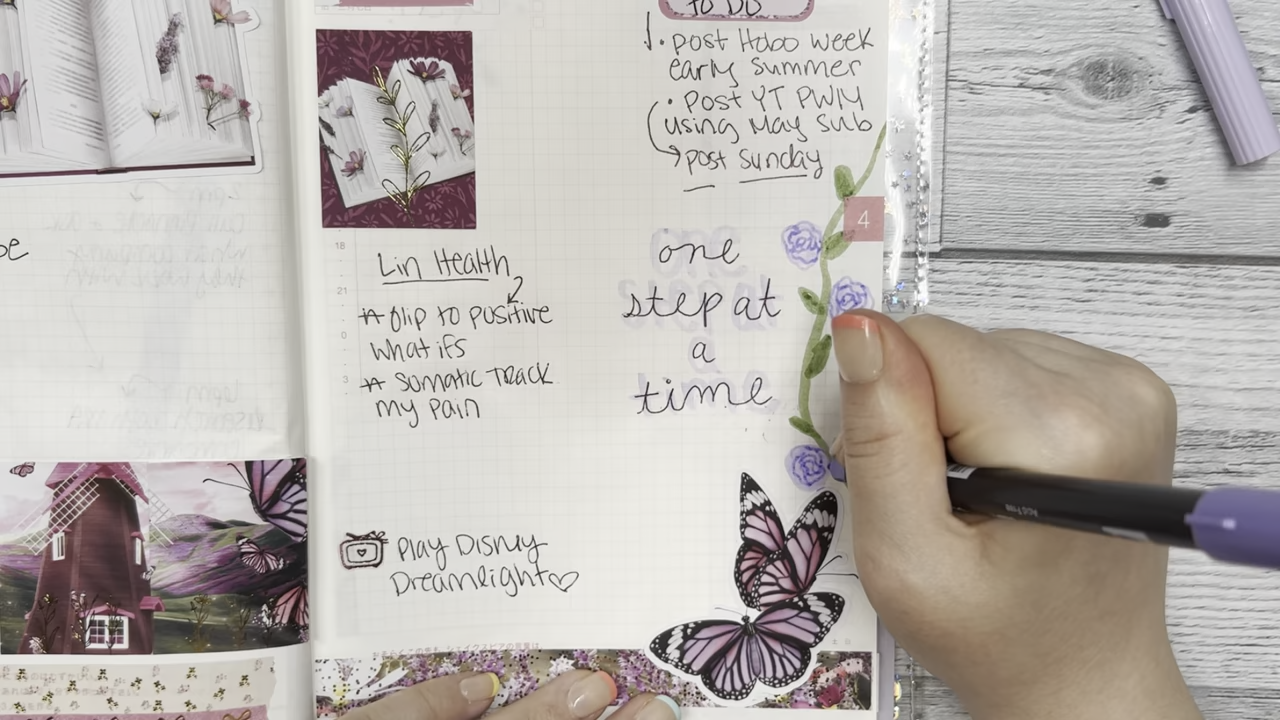 TO DO
· post Hobo week
early summer
· Post YT PWM
using May sub
post Sunday
4
18
Lin Health
flip to positive
21
what ifs
0
somatic track
3
my pain
one
step at
a
time
Play Disney
Dreamlight♡
Acid Free